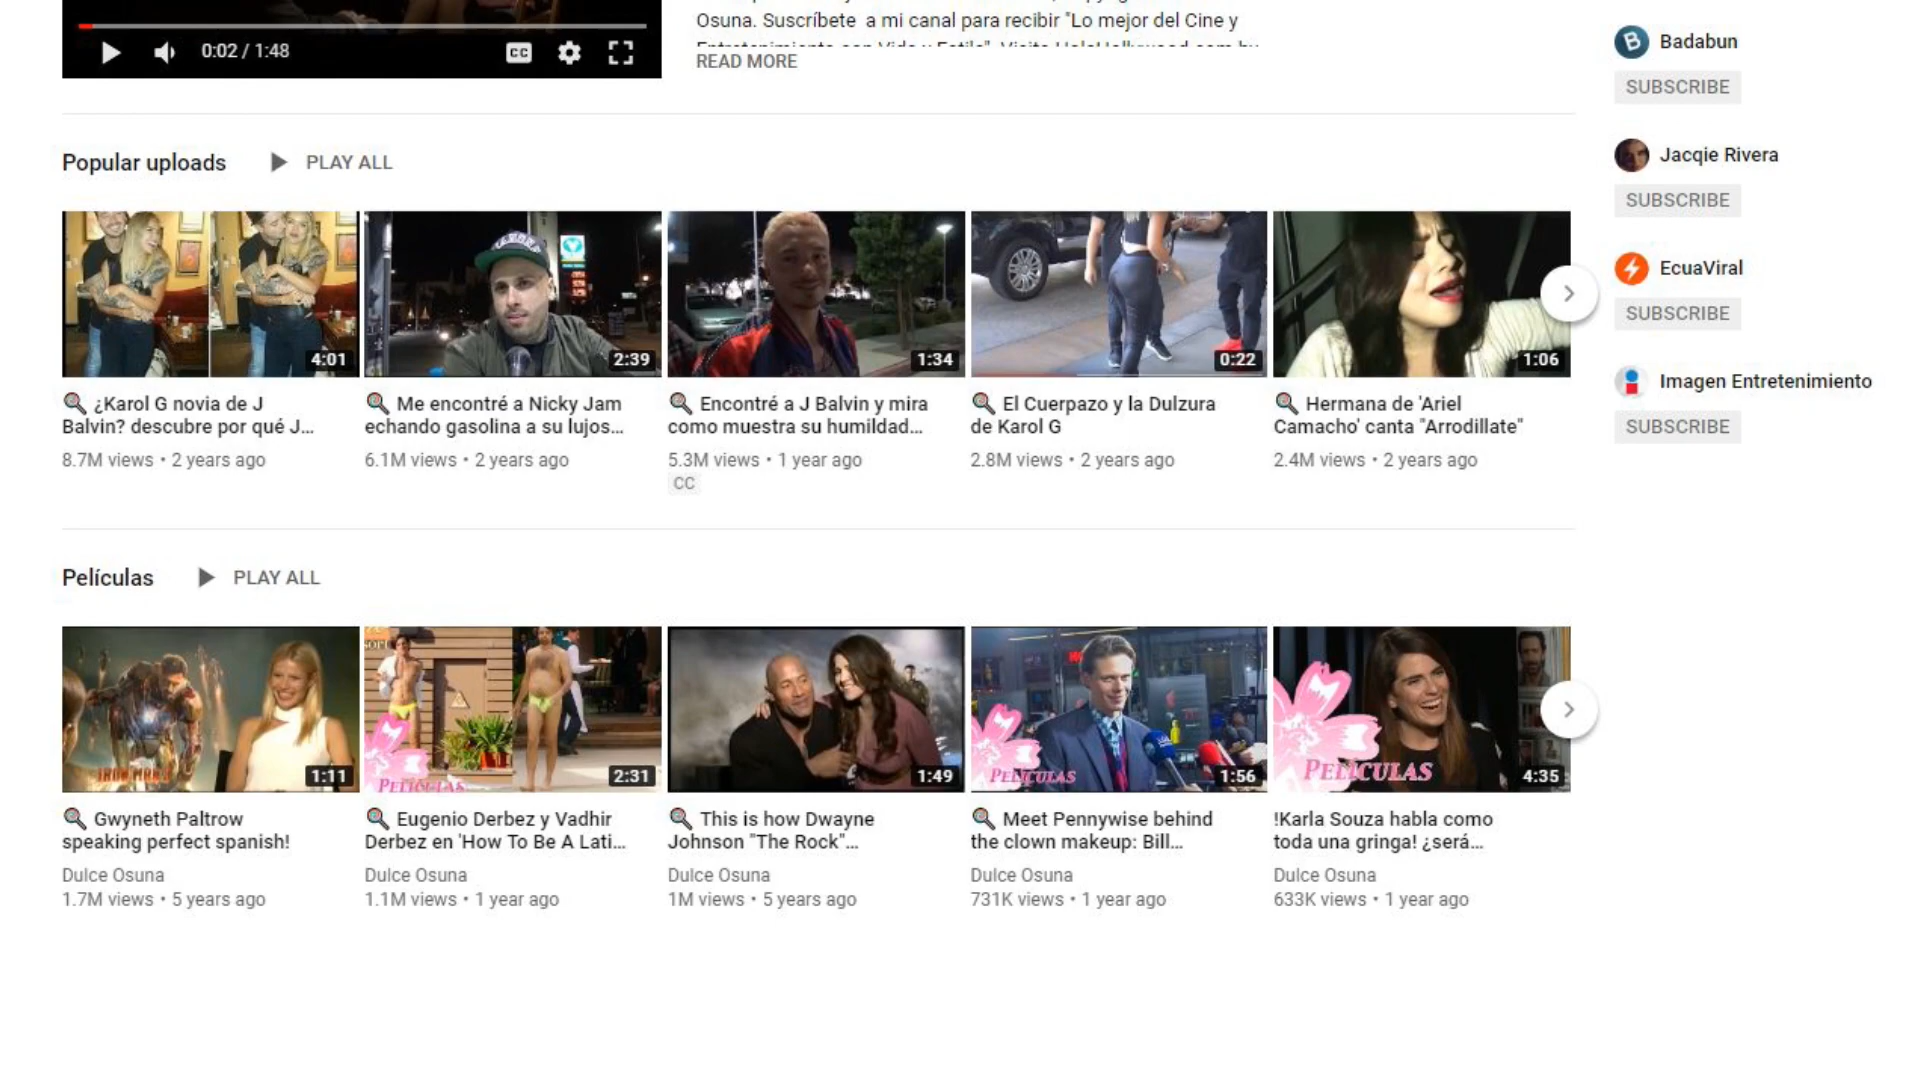 Osuna. Suscríbete a mi canal para recibir "Lo mejor del Cine y
0:02 / 1:48
CC
READ MORE
Badabun
SUBSCRIBE
Jacqie Rivera
SUBSCRIBE
EcuaViral
SUBSCRIBE
Imagen Entretenimiento
SUBSCRIBE
Popular uploads
PLAY ALL
4:01
2:39
1:34
0:22
1:06
¿Karol G novia de J
Balvin? descubre por qué J...
8.7M views • 2 years ago
Me encontré a Nicky Jam
echando gasolina a su lujos...
6.1M views • 2 years ago
Encontré a J Balvin y mira
como muestra su humildad...
5.3M views • 1 year ago
CC
El Cuerpazo y la Dulzura
de Karol G
2.8M views • 2 years ago
Hermana de 'Ariel
Camacho' canta "Arrodillate"
2.4M views • 2 years ago
Películas
PLAY ALL
IRON MAN 3
1:11
PELÍCULAS
2:31
1:49
PELÍCULAS
1:56
PELÍCULAS
4:35
Gwyneth Paltrow
speaking perfect spanish!
Dulce Osuna
1.7M views • 5 years ago
Eugenio Derbez y Vadhir
Derbez en 'How To Be A Lati...
Dulce Osuna
1.1M views • 1 year ago
This is how Dwayne
Johnson "The Rock"...
Dulce Osuna
1M views • 5 years ago
Meet Pennywise behind
the clown makeup: Bill...
Dulce Osuna
731K views • 1 year ago
!Karla Souza habla como
toda una gringa! ¿será...
Dulce Osuna
633K views • 1 year ago